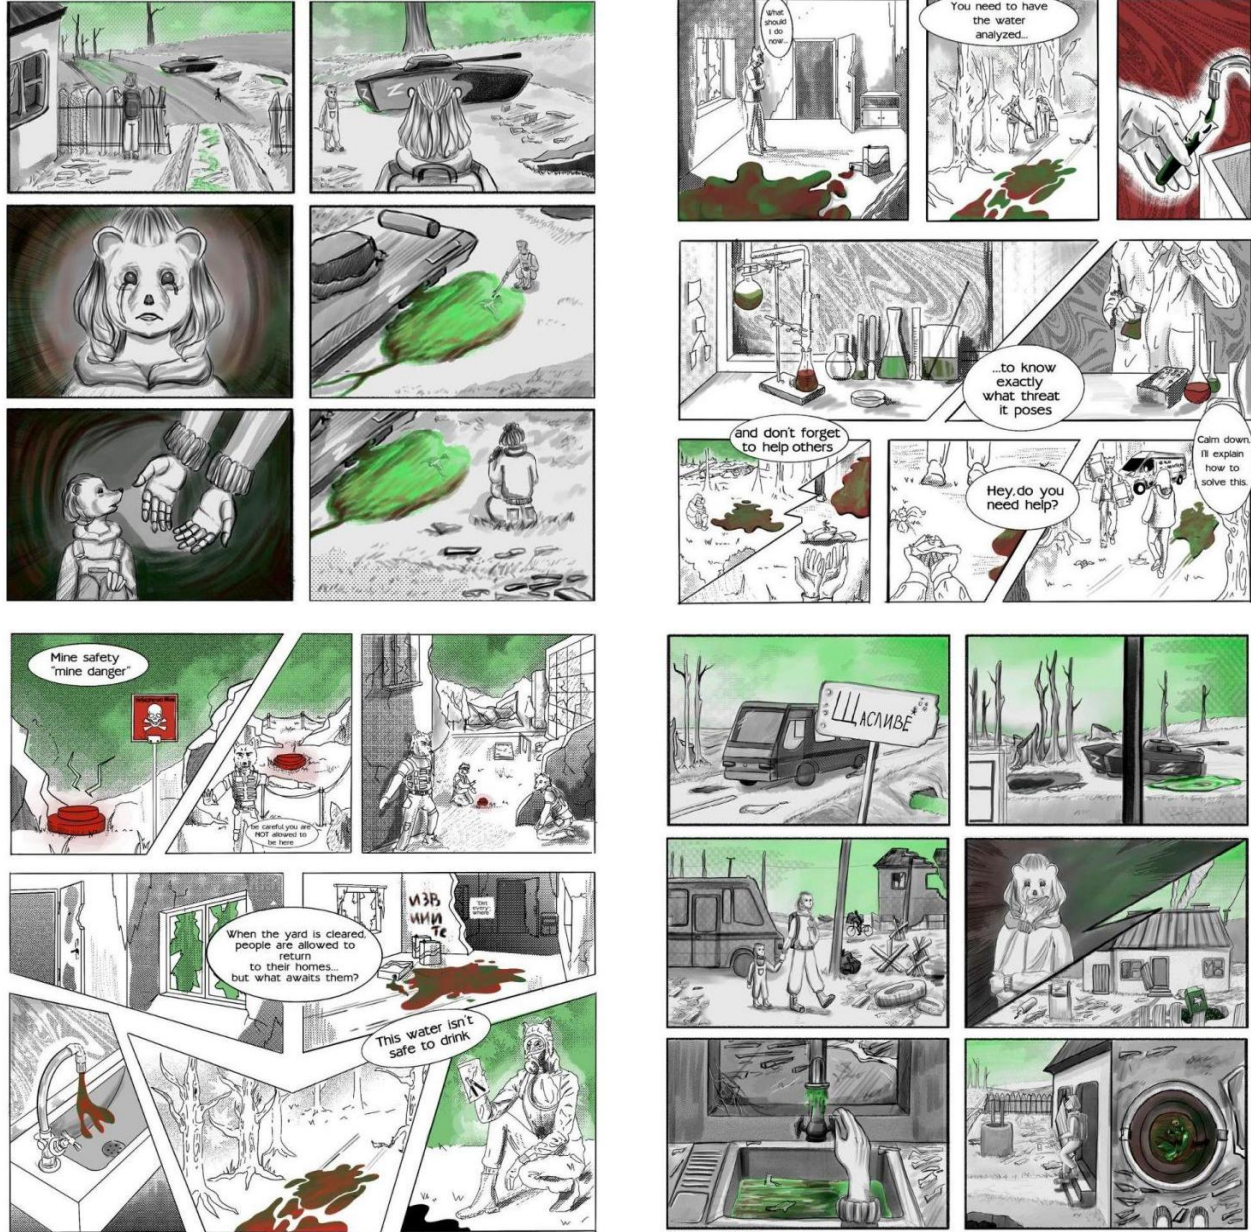 Z
What
should
I do
now...
You need to have
the water
analyzed...
...to know
exactly
what threat
it poses
and don't forget
to help others
Hey, do you
need help?
Calm down,
I'll explain
how to
solve this.
Mine safety
"mine danger"
be careful, you are
NOT allowed to
be here
When the yard is cleared,
people are allowed to
return
to their homes...
but what awaits them?
ИЗВ
ИНИ
те
This water isn't
safe to drink
ЩАСЛИВЕ